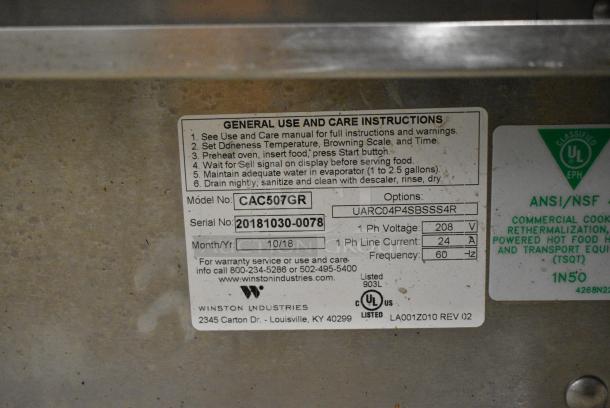 GENERAL USE AND CARE INSTRUCTIONS
1. See Use and Care manual for full instructions and warnings.
2. Set Doneness Temperature, Browning Scale, and Time.
3. Preheat oven, insert food, press Start button.
4. Wait for Sell signal on display before serving food.
5. Maintain adequate water in evaporator (1 to 2.5 gallons).
6. Drain nightly, sanitize and clean with descaler, rinse, dry.
Model No: CAC507GR
Options:
UARC04P4SBSSS4R
Serial No: 20181030-0078
1 Ph Voltage: 208 V
Month/Yr: 10/18
1 Ph Line Current: 24 A
Frequency: 60 Hz
For warranty service or use and care
info call 800-234-5286 or 502-495-5400
www.winstonindustries.com
WINSTON INDUSTRIES
2345 Carton Dr. - Louisville, KY 40299
Listed
903L
C UL US
LISTED
LA001Z010 REV 02
CLASSIFIED
UL
EPH
ANSI/NSF
COMMERCIAL COOK
RETHERMALIZATION,
POWERED HOT FOOD H
AND TRANSPORT EQUI
(TSQT)
1N50
4268N22